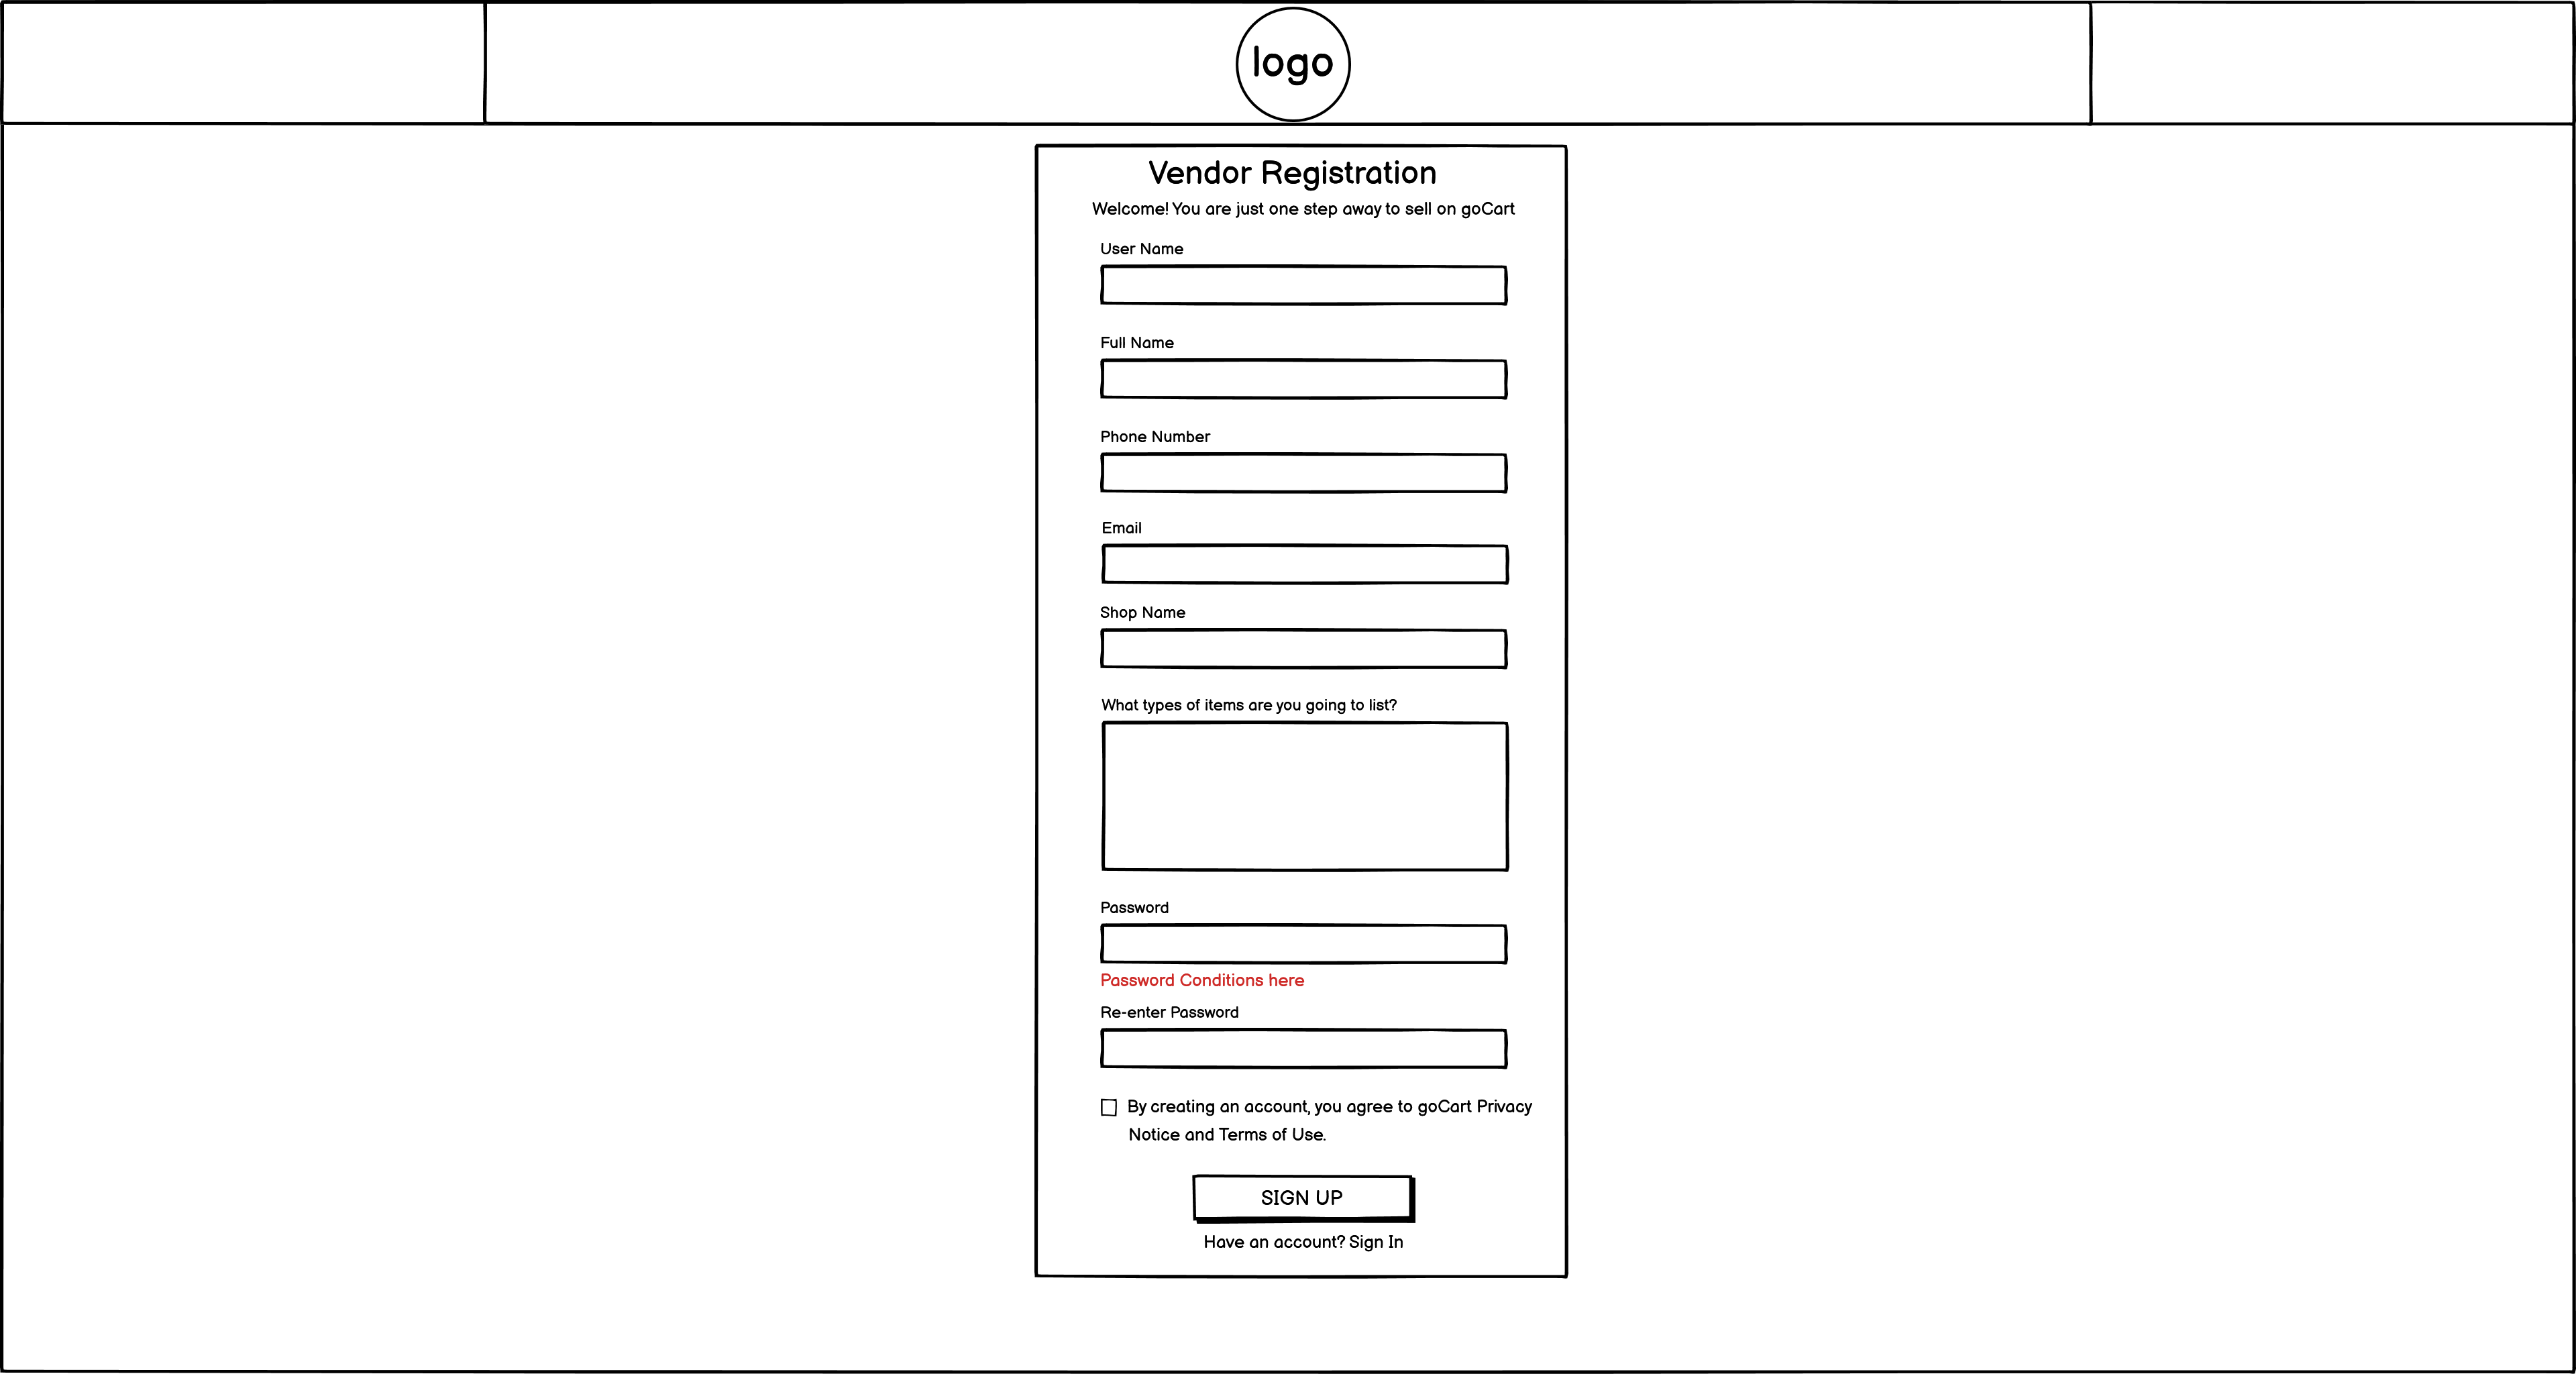 logo
Vendor Registration
Welcome! You are just one step away to sell on goCart
User Name
Full Name
Phone Number
Email
Shop Name
What types of items are you going to list?
Password
Password Conditions here
Re-enter Password
By creating an account, you agree to goCart Privacy
Notice and Terms of Use.
SIGN UP
Have an account? Sign In